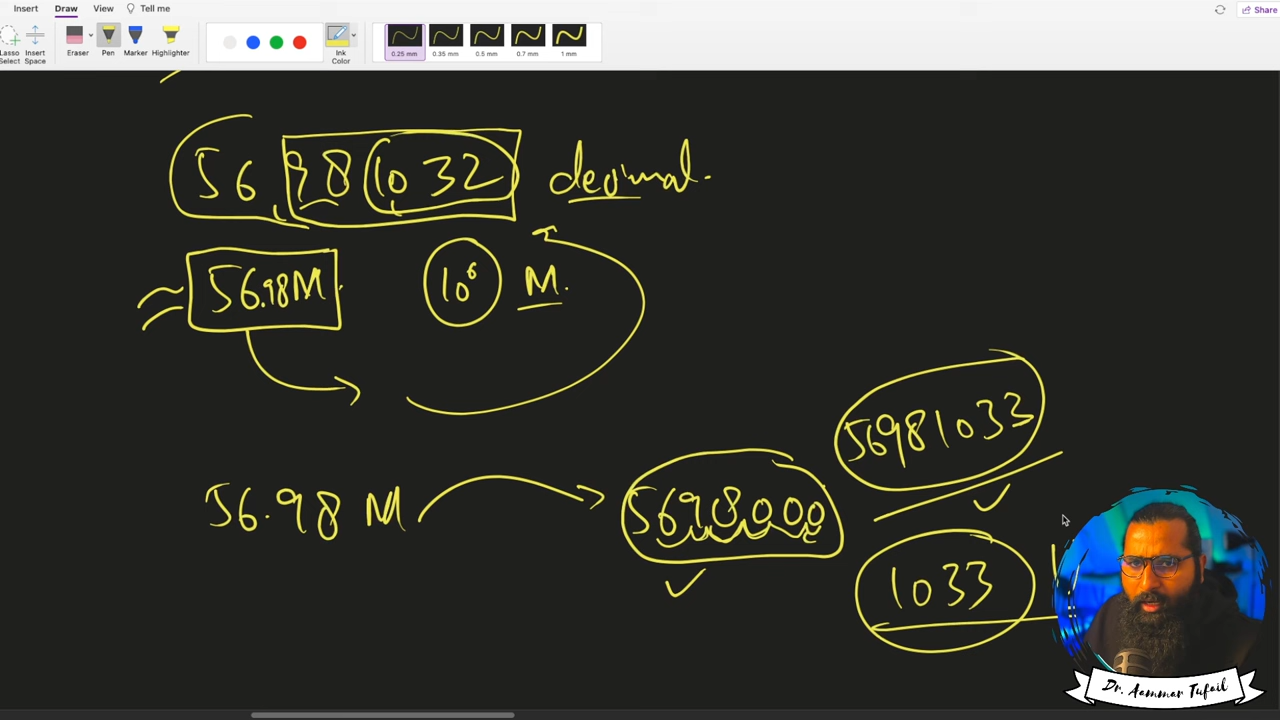 Insert Draw View Tell me Share
Lasso Select Insert Space Eraser Pen Marker Highlighter Ink Color 0.25 mm 0.35 mm 0.5 mm 0.7 mm 1 mm
56.981032 decimal.
≈ 56.98M 10⁶ M.
56981033
56.98 M 5698000
1033
Dr. Aammar Tufail